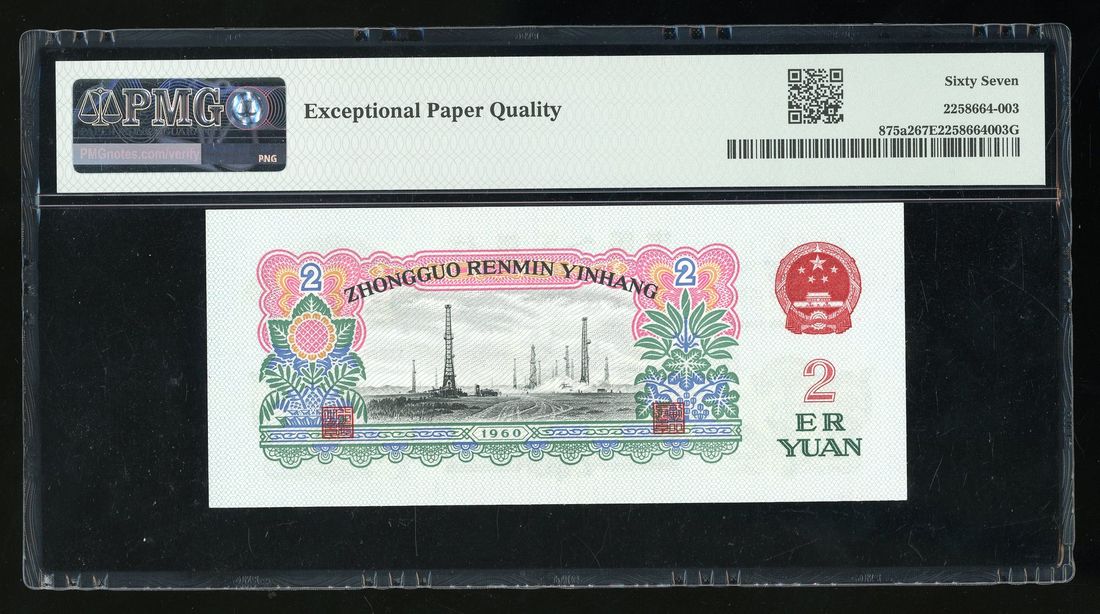 PMG
PMGnotes.com/verify
PNG
Exceptional Paper Quality
Sixty Seven
2258664-003
875a267E2258664003G
2
ZHONGGUO RENMIN YINHANG
2
1960
2
ER
YUAN